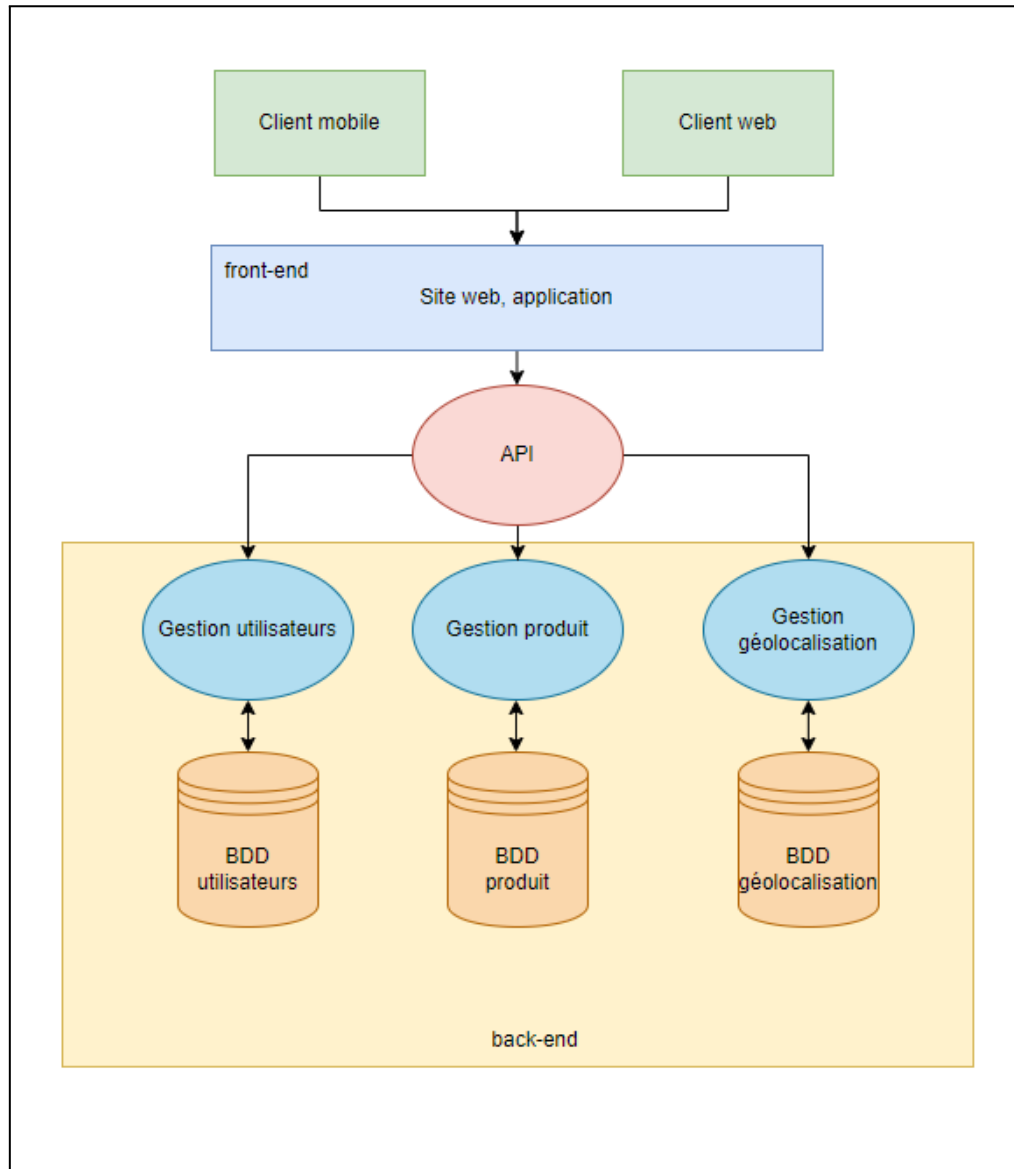 Client mobile
Client web
front-end
Site web, application
API
Gestion utilisateurs
Gestion produit
Gestion
géolocalisation
BDD
utilisateurs
BDD
produit
BDD
géolocalisation
back-end